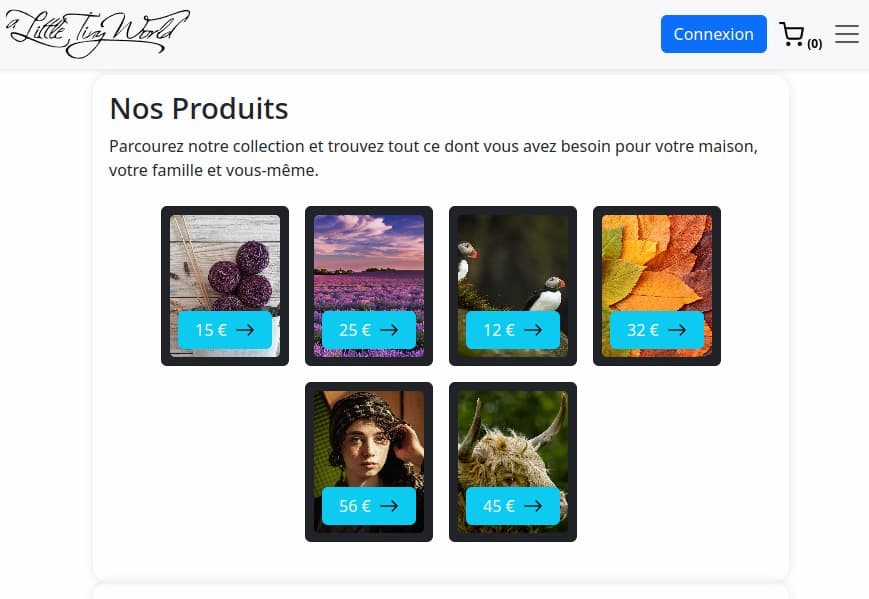 a Little Tiny World
Connexion
(0)
Nos Produits
Parcourez notre collection et trouvez tout ce dont vous avez besoin pour votre maison,
votre famille et vous-même.
15 € →
25 € →
12 € →
32 € →
56 € →
45 € →